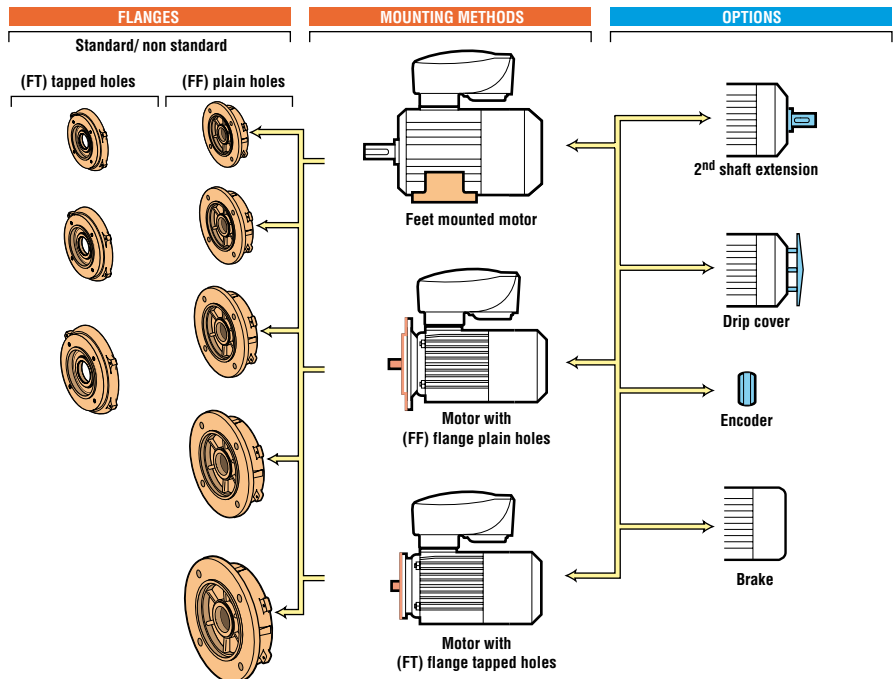 FLANGES
MOUNTING METHODS
OPTIONS
Standard/ non standard
(FT) tapped holes
(FF) plain holes
2nd shaft extension
Feet mounted motor
Drip cover
Encoder
Motor with
(FF) flange plain holes
Brake
Motor with
(FT) flange tapped holes